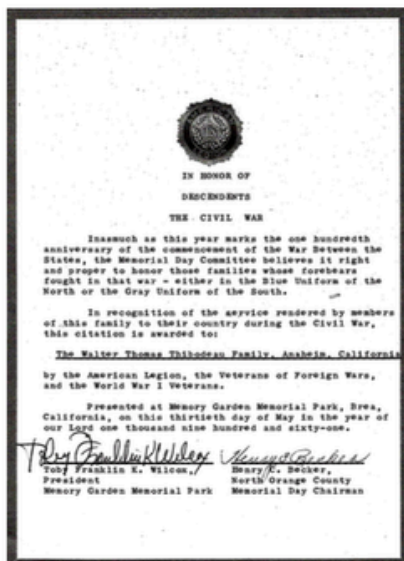 IN HONOR OF
DESCENDENTS
THE CIVIL WAR
Inasmuch as this year marks the one hundredth
anniversary of the commencement of the War Between the
States, the Memorial Day Committee believes it right
and proper to honor those families whose forebears
fought in that war - either in the Blue Uniform of the
North or the Gray Uniform of the South.
In recognition of the service rendered by members
of this family to their country during the Civil War,
this citation is awarded to:
The Walter Thomas Thibodeau Family, Anaheim, California
by the American Legion, the Veterans of Foreign Wars,
and the World War I Veterans.
Presented at Memory Garden Memorial Park, Brea,
California, on this thirtieth day of May in the year of
our Lord one thousand nine hundred and sixty-one.
Toby Franklin K Wilcox Henry C Becker
Toby Franklin K. Wilcox, Henry C. Becker,
President North Orange County
Memory Garden Memorial Park Memorial Day Chairman